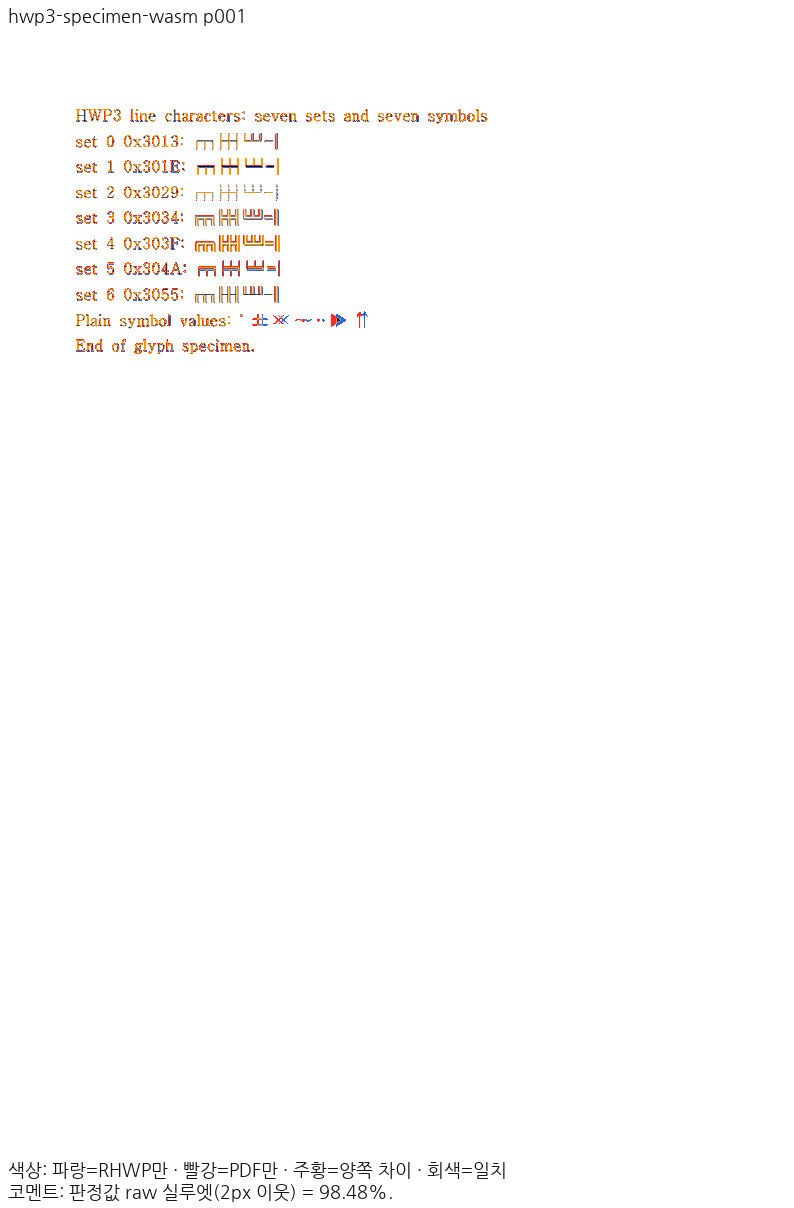 hwp3-specimen-wasm p001
HWP3 line characters: seven sets and seven symbols
set 0 0x3013: ┌┬┐├┼┤└┴┘─│
set 1 0x301E: ┏┳┓┣╋┫┗┻┛━┃
set 2 0x3029: ┌┬┐├┼┤└┴┘┄┆
set 3 0x3034: ╔╦╗╠╬╣╚╩╝═║
set 4 0x303F: ╔╦╗╠╬╣╚╩╝═║
set 5 0x304A: ╒╤╕╞╪╡╘╧╛═│
set 6 0x3055: ╓╥╖╟╫╢╙╨╜─║
Plain symbol values: ° ± × ~ · ▶ ↑
End of glyph specimen.
색상: 파랑=RHWP만 · 빨강=PDF만 · 주황=양쪽 차이 · 회색=일치
코멘트: 판정값 raw 실루엣(2px 이웃) = 98.48%.